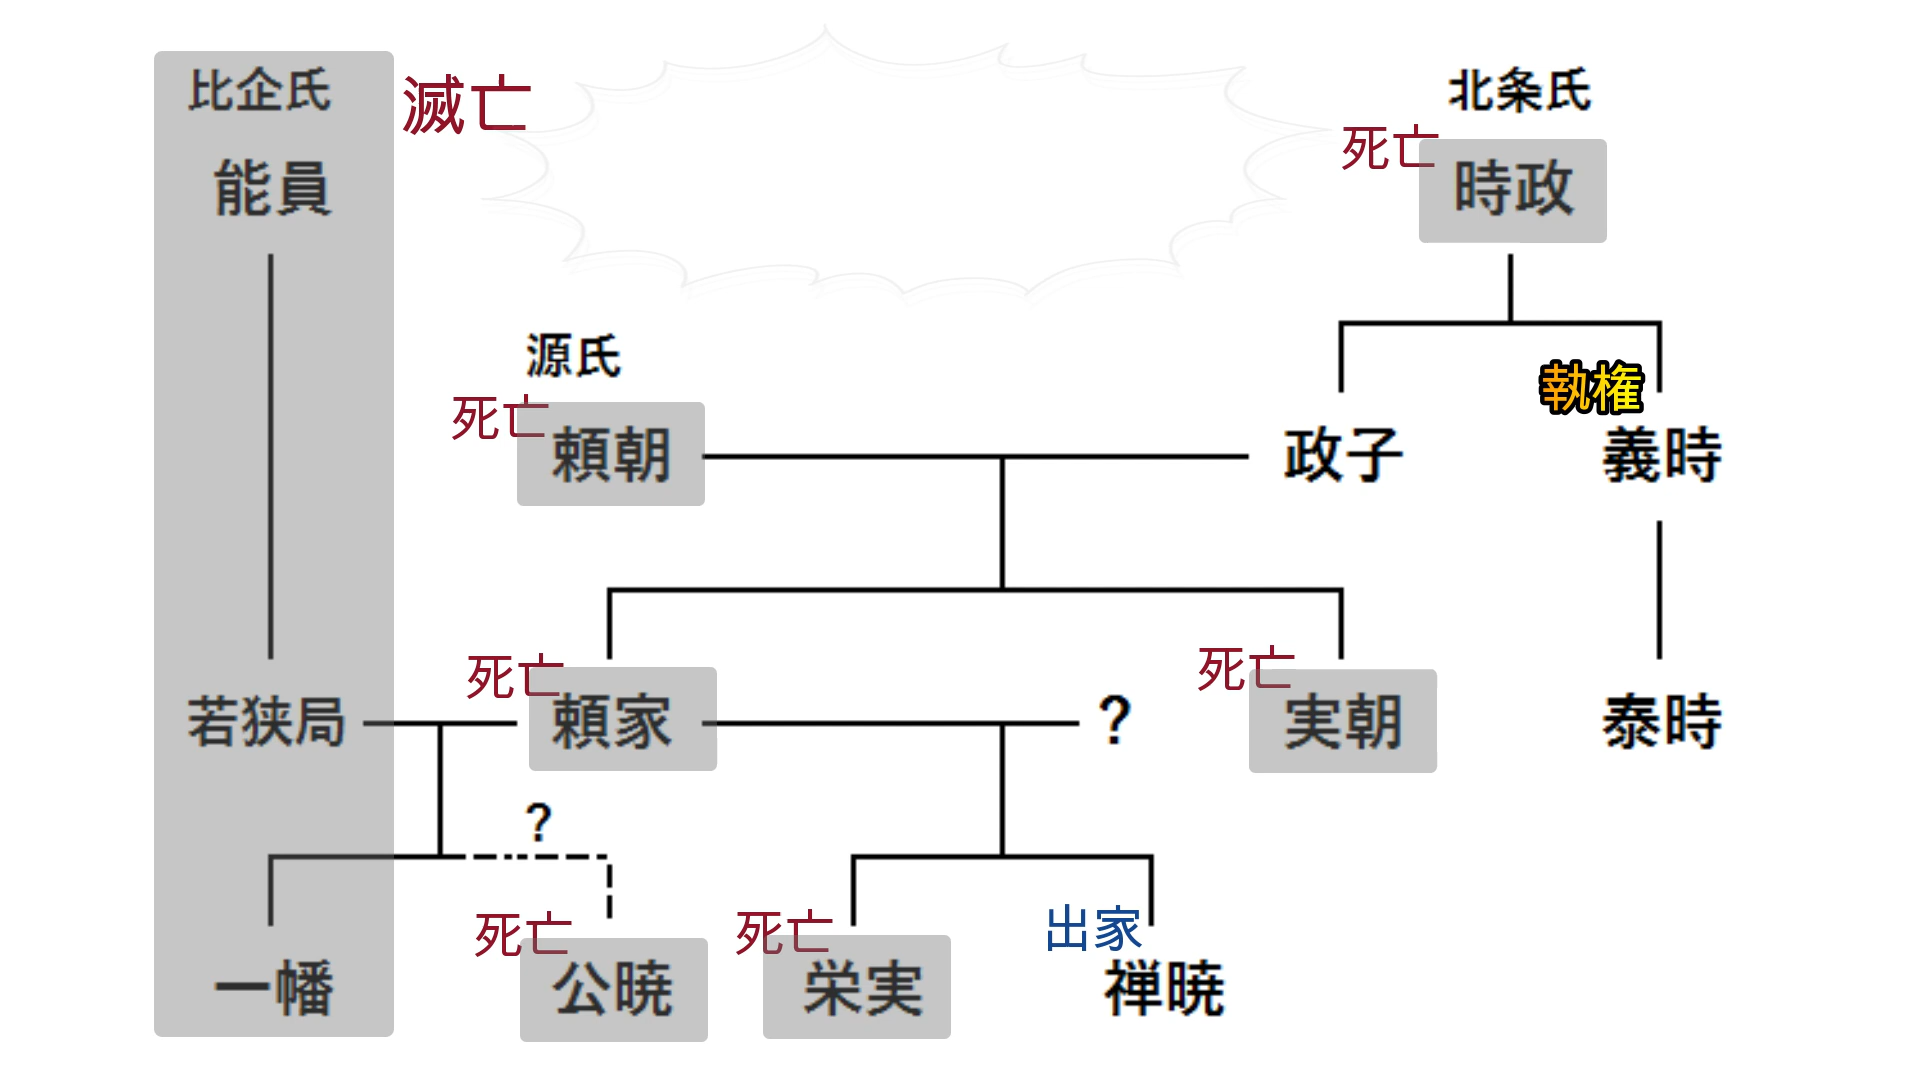 比企氏
滅亡
能員
北条氏
死亡
時政
源氏
死亡
頼朝
政子
執権
義時
若狭局
死亡
頼家
?
死亡
実朝
泰時
?
一幡
死亡
公暁
死亡
栄実
出家
禅暁